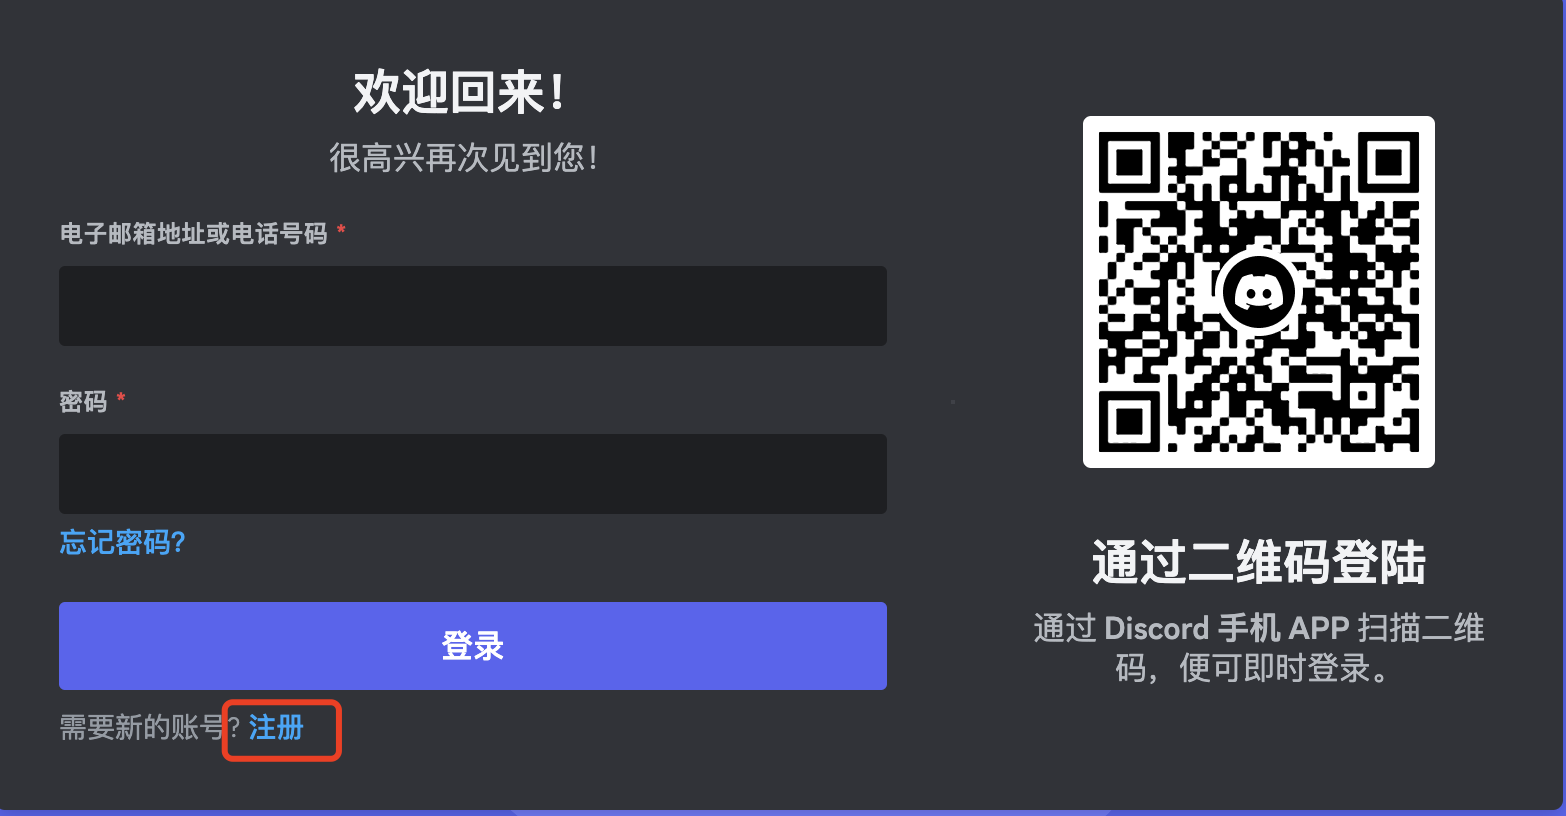 欢迎回来！
很高兴再次见到您！
电子邮箱地址或电话号码 *
密码 *
忘记密码？
登录
需要新的账号？注册
通过二维码登陆
通过 Discord 手机 APP 扫描二维
码，便可即时登录。